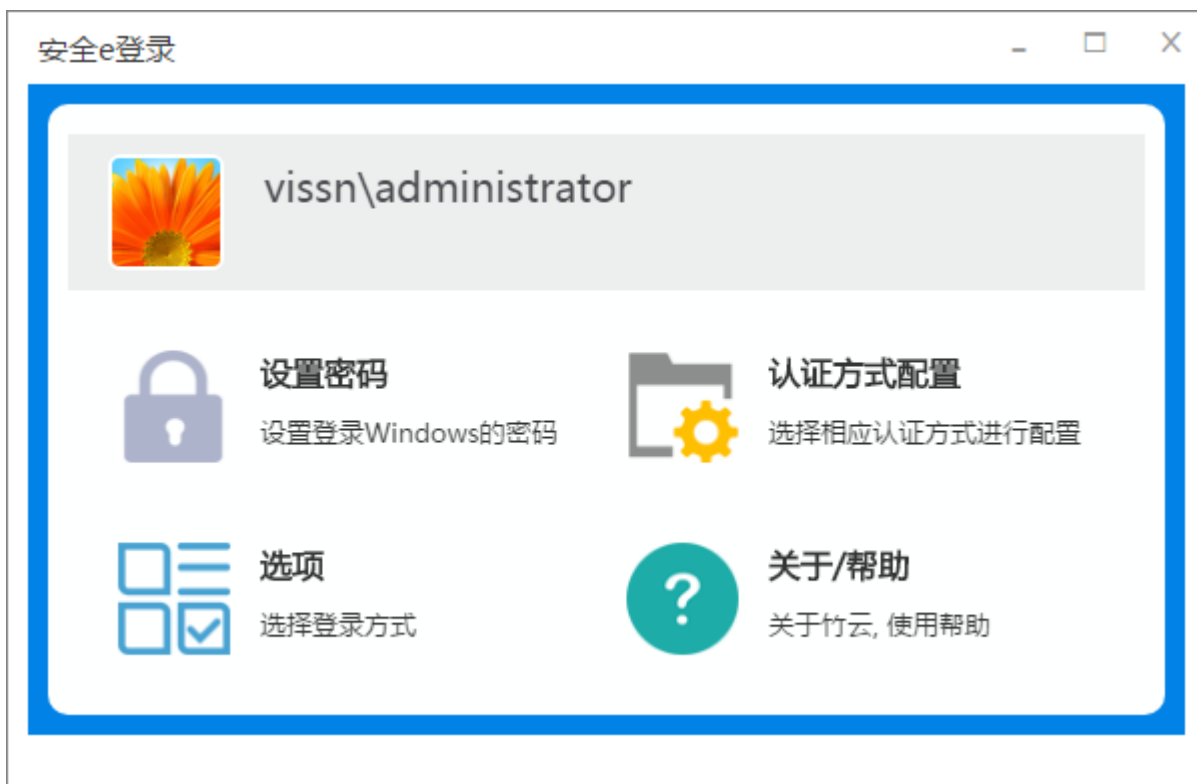 安全e登录
vissn\administrator
设置密码
设置登录Windows的密码
认证方式配置
选择相应认证方式进行配置
选项
选择登录方式
关于/帮助
关于竹云, 使用帮助